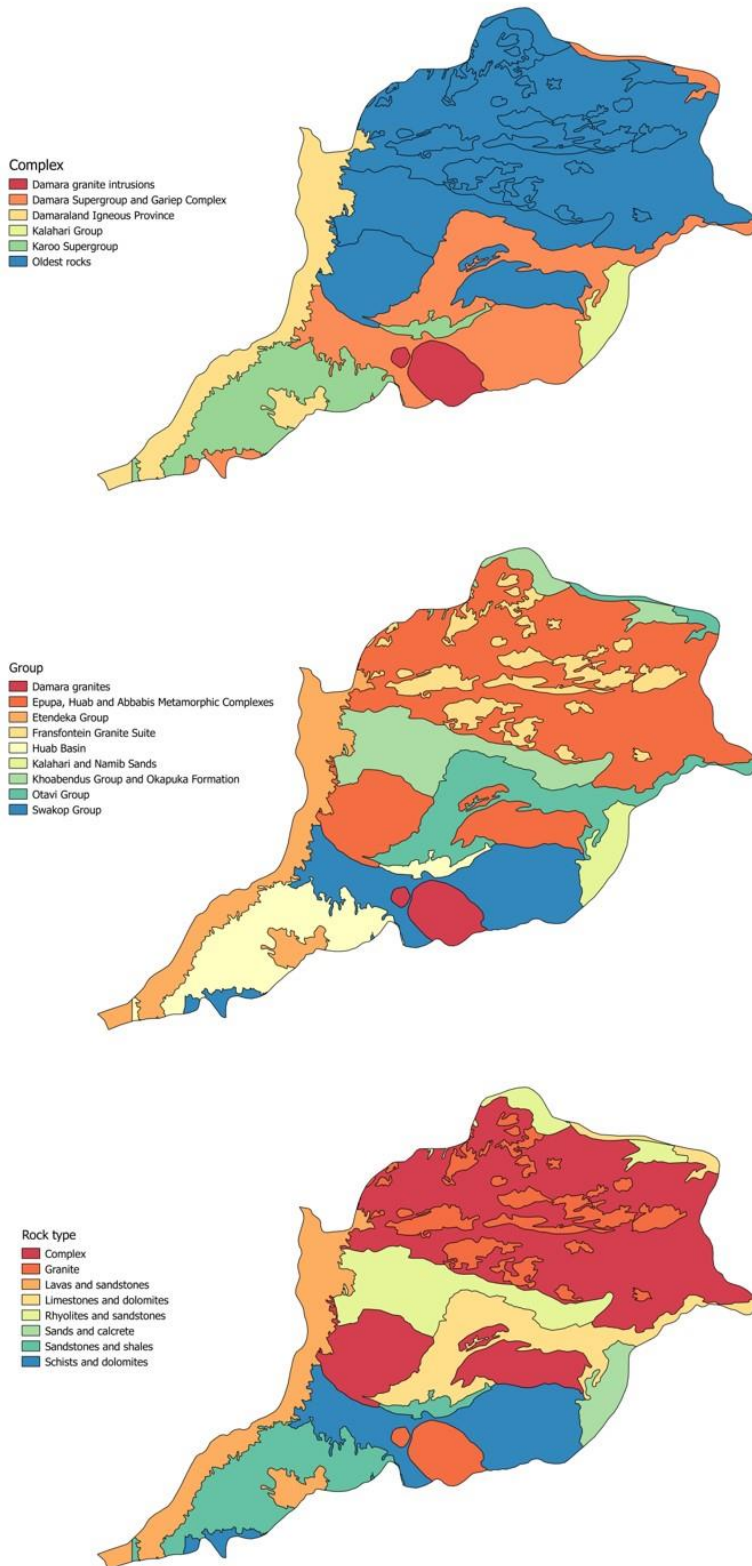 Complex
Damara granite intrusions
Damara Supergroup and Gariep Complex
Damaraland Igneous Province
Kalahari Group
Karoo Supergroup
Oldest rocks
Group
Damara granites
Epupa, Huab and Abbabis Metamorphic Complexes
Etendeka Group
Fransfontein Granite Suite
Huab Basin
Kalahari and Namib Sands
Khoabendus Group and Okapuka Formation
Otavi Group
Swakop Group
Rock type
Complex
Granite
Lavas and sandstones
Limestones and dolomites
Rhyolites and sandstones
Sands and calcrete
Sandstones and shales
Schists and dolomites